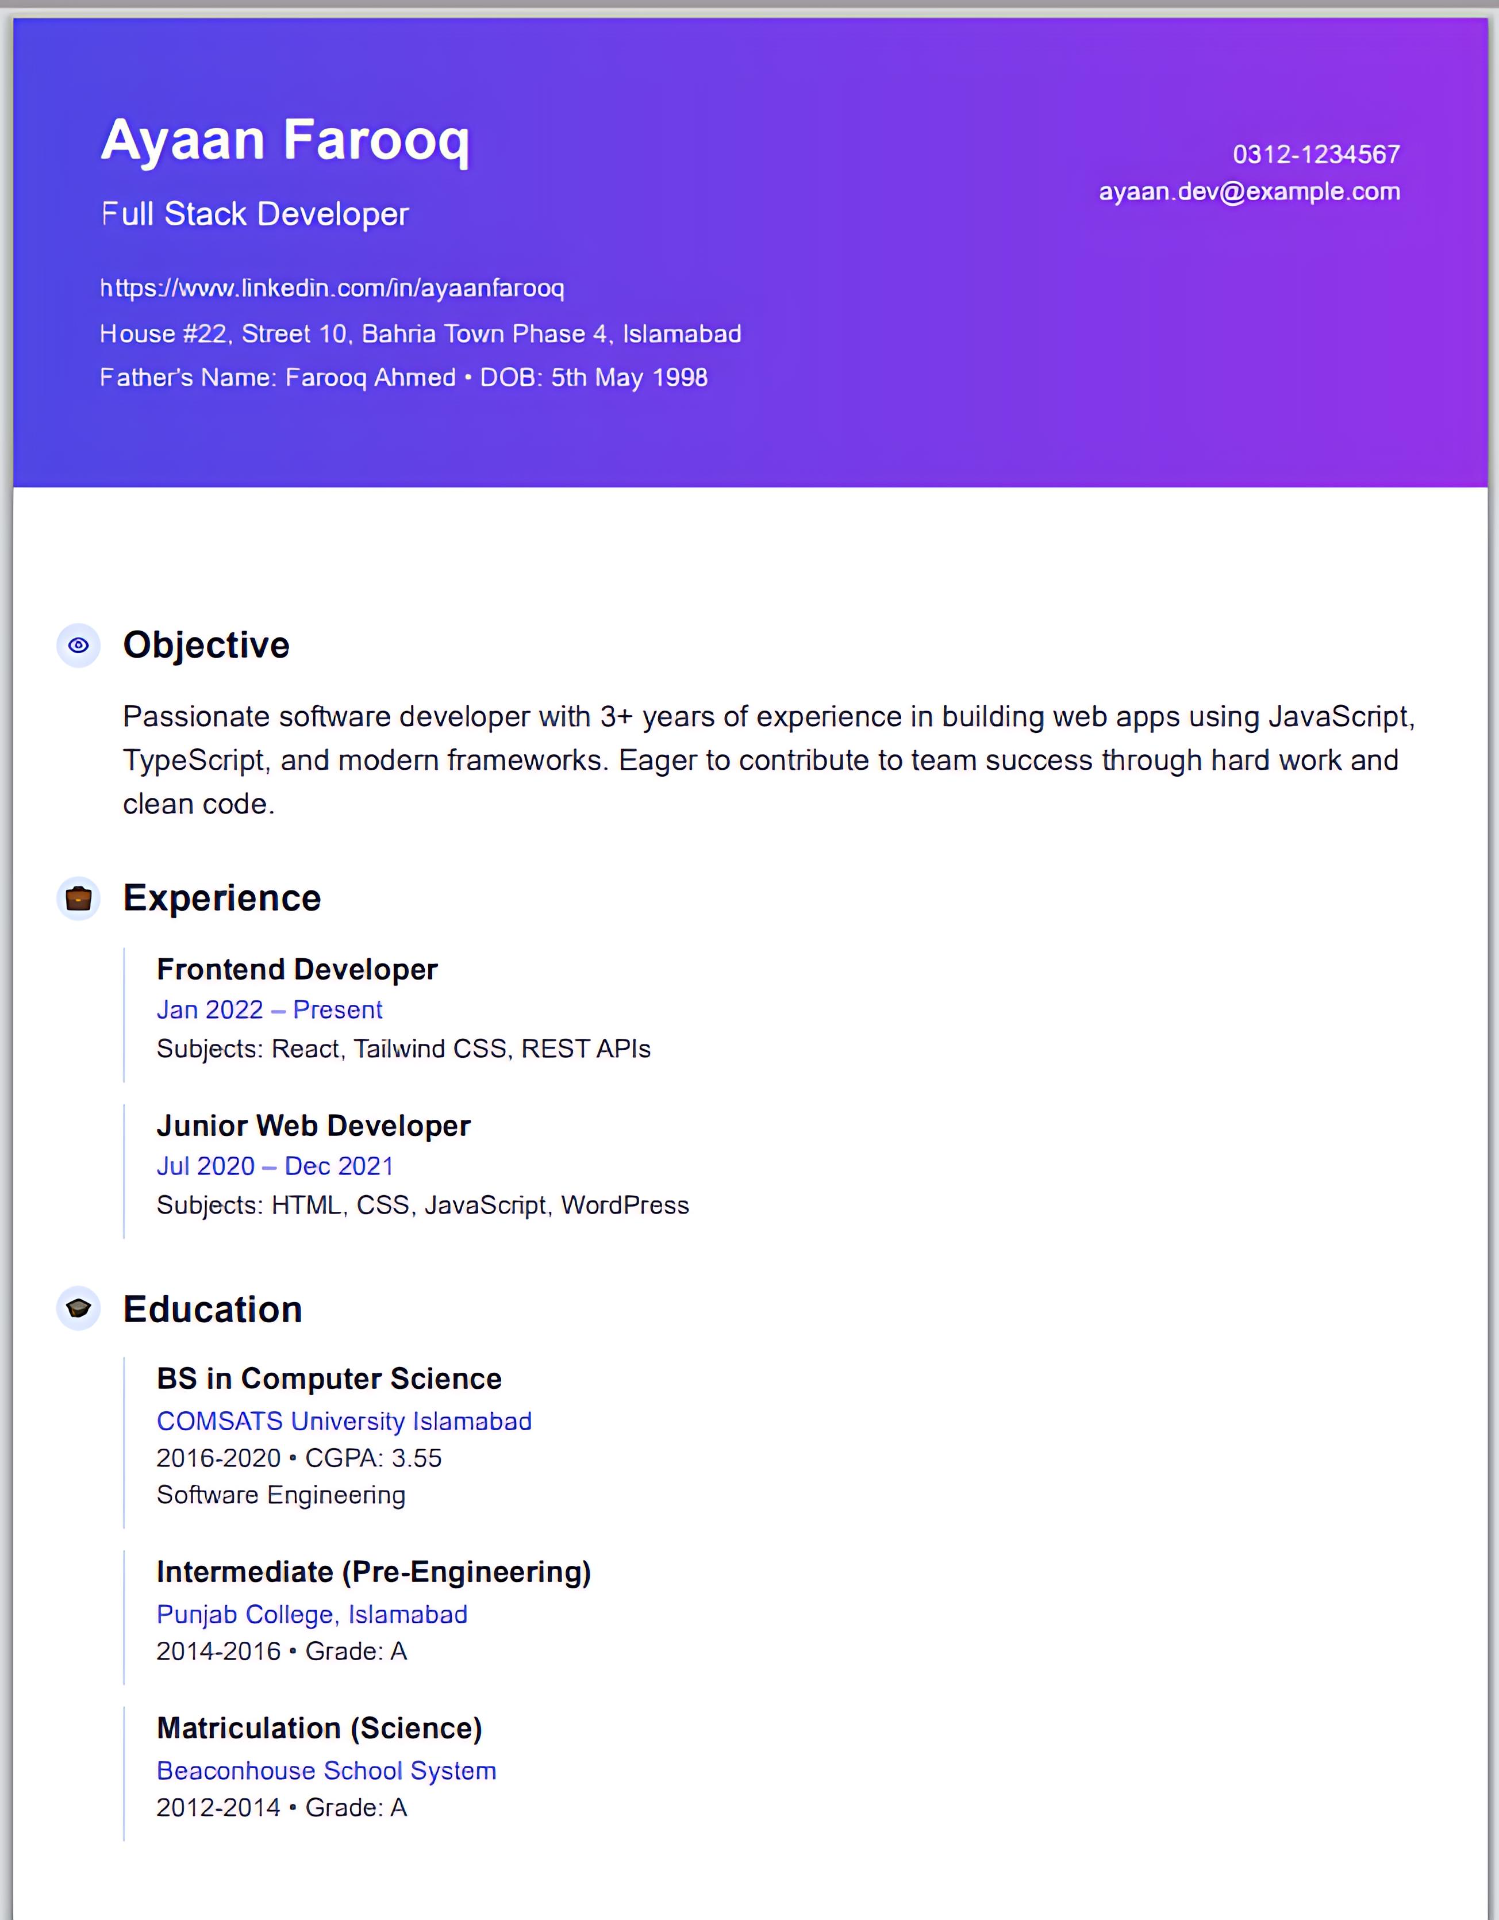 Ayaan Farooq
Full Stack Developer
0312-1234567
ayaan.dev@example.com
https://www.linkedin.com/in/ayaanfarooq
House #22, Street 10, Bahria Town Phase 4, Islamabad
Father's Name: Farooq Ahmed • DOB: 5th May 1998
Objective
Passionate software developer with 3+ years of experience in building web apps using JavaScript,
TypeScript, and modern frameworks. Eager to contribute to team success through hard work and
clean code.
Experience
Frontend Developer
Jan 2022 – Present
Subjects: React, Tailwind CSS, REST APIs
Junior Web Developer
Jul 2020 – Dec 2021
Subjects: HTML, CSS, JavaScript, WordPress
Education
BS in Computer Science
COMSATS University Islamabad
2016-2020 • CGPA: 3.55
Software Engineering
Intermediate (Pre-Engineering)
Punjab College, Islamabad
2014-2016 • Grade: A
Matriculation (Science)
Beaconhouse School System
2012-2014 • Grade: A